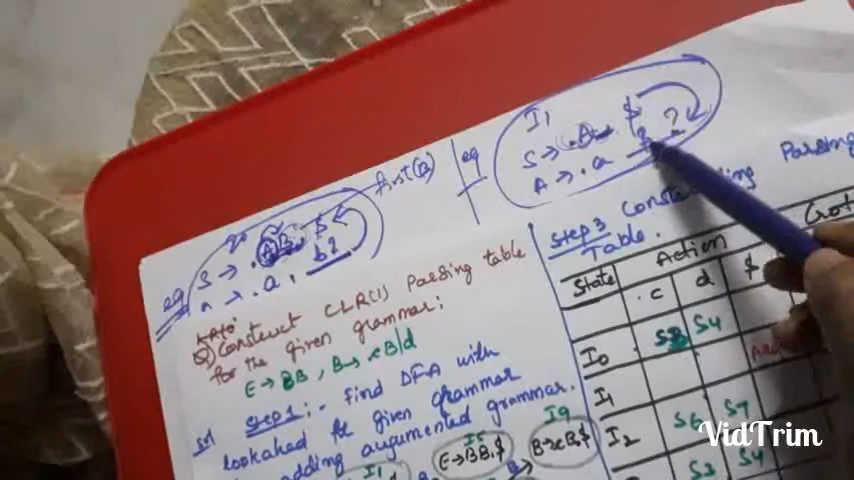 first(B)
eg
S → .AB, $
A → .a, b?
eg
I1
S → .A, $
A → .a $ ?
KTU:
Q) Construct CLR(1) Parsing table
for the given grammar:
E → BB, B → cB/d
Step 1:- Find DFA with
lookahead for given grammar
adding augumented grammar.
I1
I5
E→BB,$
I9
B→cB,$
Step 3 Constructing Parsing
Table.
State Action Goto
c d $
I0 S3 S4
I1
I2 S6 S7
S3 S4
VidTrim